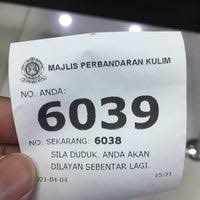 MAJLIS PERBANDARAN KULIM
NO. ANDA:
6039
NO. SEKARANG: 6038
SILA DUDUK, ANDA AKAN
DILAYAN SEBENTAR LAGI.
2021-04-04 15:31